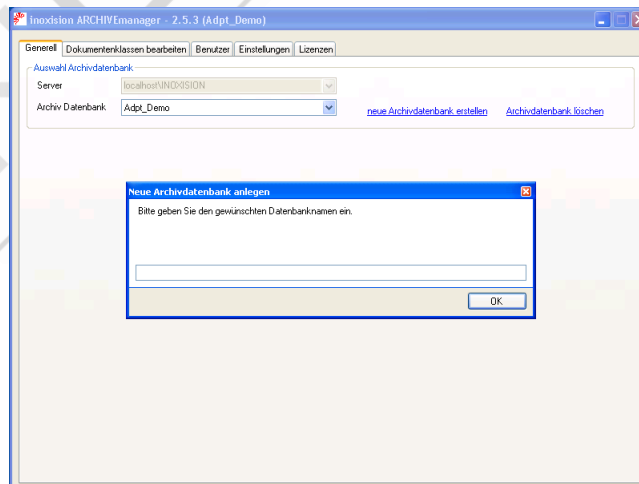 inoxision ARCHIVEmanager - 2.5.3 (Adpt_Demo)
Generell Dokumentenklassen bearbeiten Benutzer Einstellungen Lizenzen
Auswahl Archivdatenbank
Server localhost\INOXISION
Archiv Datenbank Adpt_Demo neue Archivdatenbank erstellen Archivdatenbank löschen
Neue Archivdatenbank anlegen
Bitte geben Sie den gewünschten Datenbanknamen ein.
OK